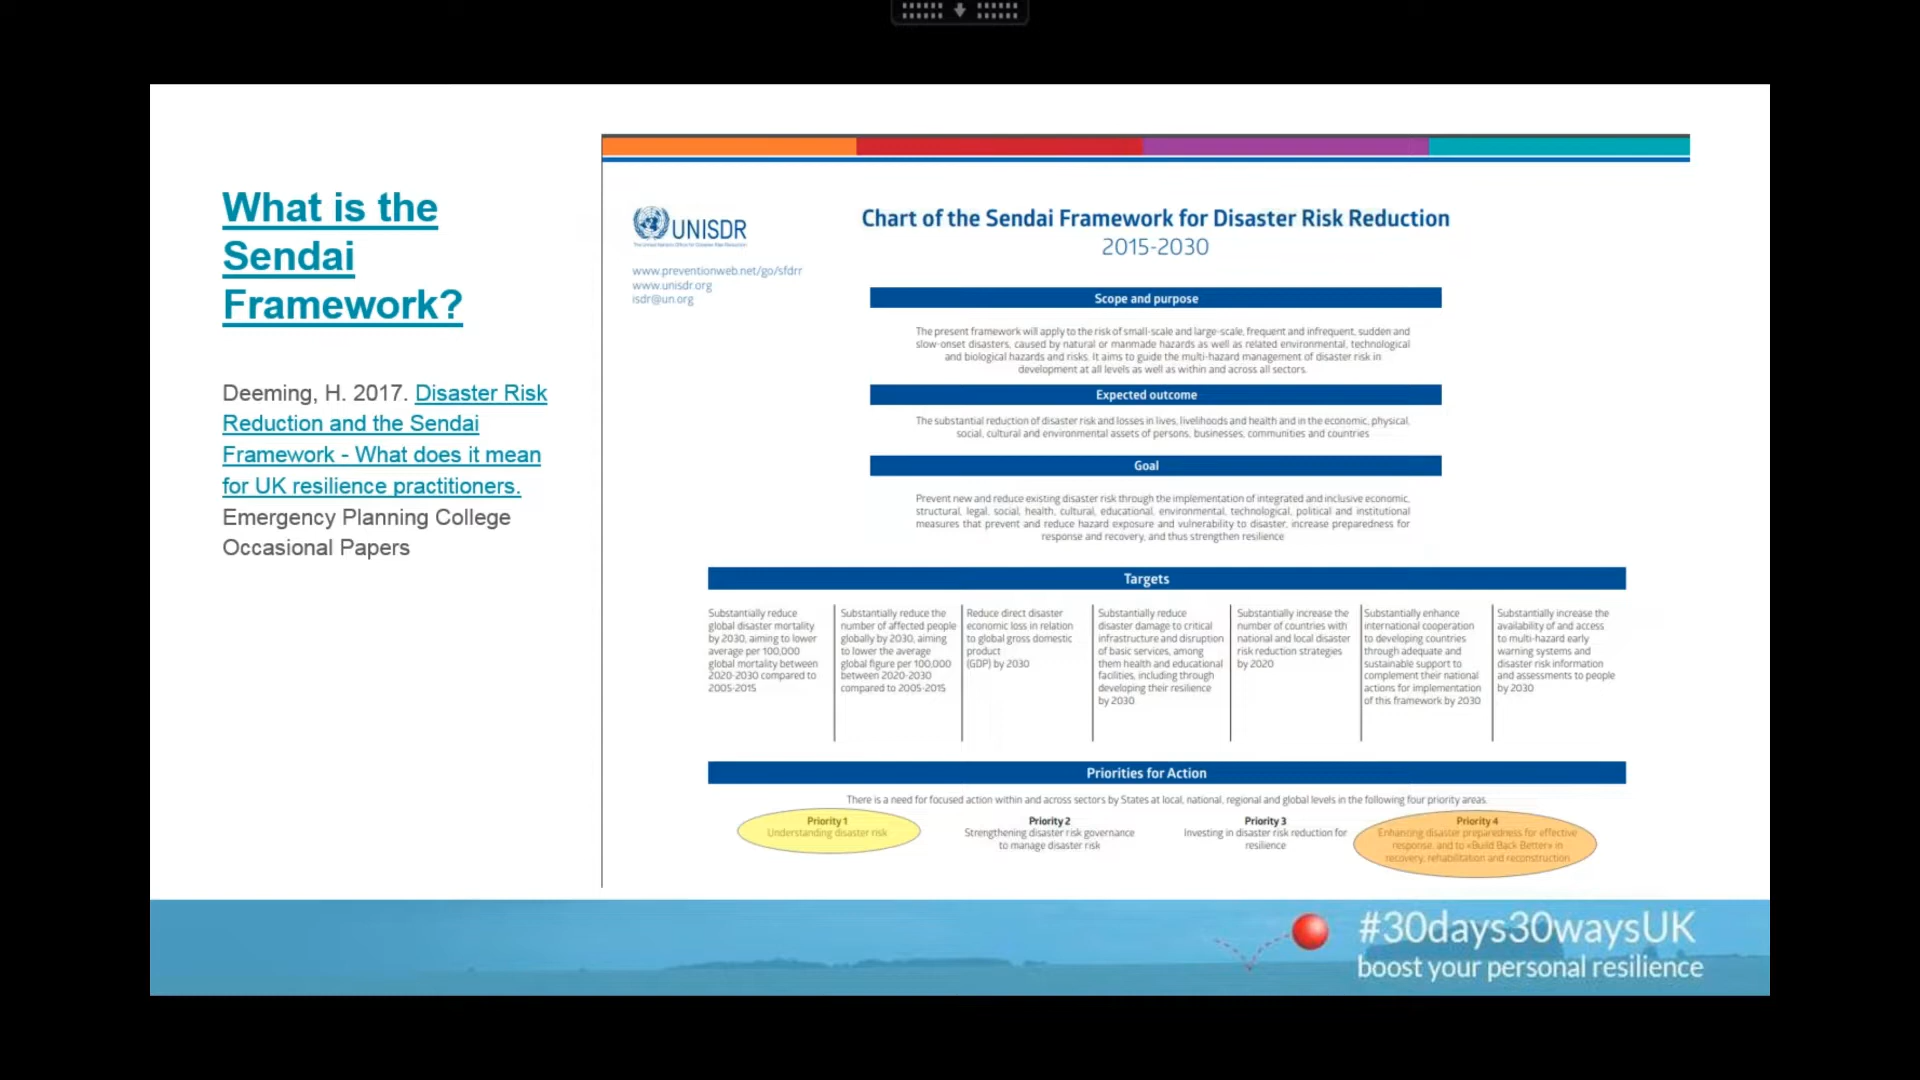 What is the
Sendai
Framework?
Deeming, H. 2017. Disaster Risk
Reduction and the Sendai
Framework - What does it mean
for UK resilience practitioners.
Emergency Planning College
Occasional Papers
UNISDR
The United Nations Office for Disaster Risk Reduction
www.preventionweb.net/go/sfdrr
www.unisdr.org
isdr@un.org
Chart of the Sendai Framework for Disaster Risk Reduction
2015-2030
Scope and purpose
The present framework will apply to the risk of small-scale and large-scale, frequent and infrequent, sudden and
slow-onset disasters, caused by natural or manmade hazards as well as related environmental, technological
and biological hazards and risks. It aims to guide the multi-hazard management of disaster risk in
development at all levels as well as within and across all sectors.
Expected outcome
The substantial reduction of disaster risk and losses in lives, livelihoods and health and in the economic, physical,
social, cultural and environmental assets of persons, businesses, communities and countries
Goal
Prevent new and reduce existing disaster risk through the implementation of integrated and inclusive economic,
structural, legal, social, health, cultural, educational, environmental, technological, political and institutional
measures that prevent and reduce hazard exposure and vulnerability to disaster, increase preparedness for
response and recovery, and thus strengthen resilience
Targets
Substantially reduce
global disaster mortality
by 2030, aiming to lower
average per 100,000
global mortality between
2020-2030 compared to
2005-2015
Substantially reduce the
number of affected people
globally by 2030, aiming
to lower the average
global figure per 100,000
between 2020-2030
compared to 2005-2015
Reduce direct disaster
economic loss in relation
to global gross domestic
product
(GDP) by 2030
Substantially reduce
disaster damage to critical
infrastructure and disruption
of basic services, among
them health and educational
facilities, including through
developing their resilience
by 2030
Substantially increase the
number of countries with
national and local disaster
risk reduction strategies
by 2020
Substantially enhance
international cooperation
to developing countries
through adequate and
sustainable support to
complement their national
actions for implementation
of this framework by 2030
Substantially increase the
availability of and access
to multi-hazard early
warning systems and
disaster risk information
and assessments to people
by 2030
Priorities for Action
There is a need for focused action within and across sectors by States at local, national, regional and global levels in the following four priority areas.
Priority 1
Understanding disaster risk
Priority 2
Strengthening disaster risk governance
to manage disaster risk
Priority 3
Investing in disaster risk reduction for
resilience
Priority 4
Enhancing disaster preparedness for effective
response, and to «Build Back Better» in
recovery, rehabilitation and reconstruction
#30days30waysUK
boost your personal resilience